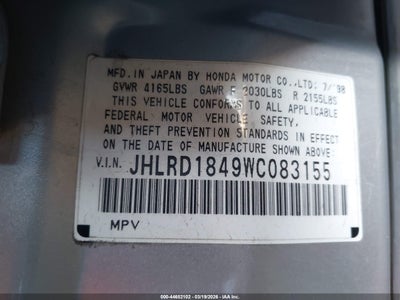 MFD. IN JAPAN BY HONDA MOTOR CO.,LTD: 7/'98
GVWR 4165LBS GAWR F 2030LBS R 2155LBS
THIS VEHICLE CONFORMS TO ALL APPLICABLE
FEDERAL MOTOR VEHICLE SAFETY,
AND THEFT PREVENTION STANDARDS IN EFFECT
ON THE DATE OF MANUFACTURE SHOWN ABOVE
V.I.N. JHLRD1849WC083155
MPV
000-44602102 - 03/19/2026 - IAA Inc.